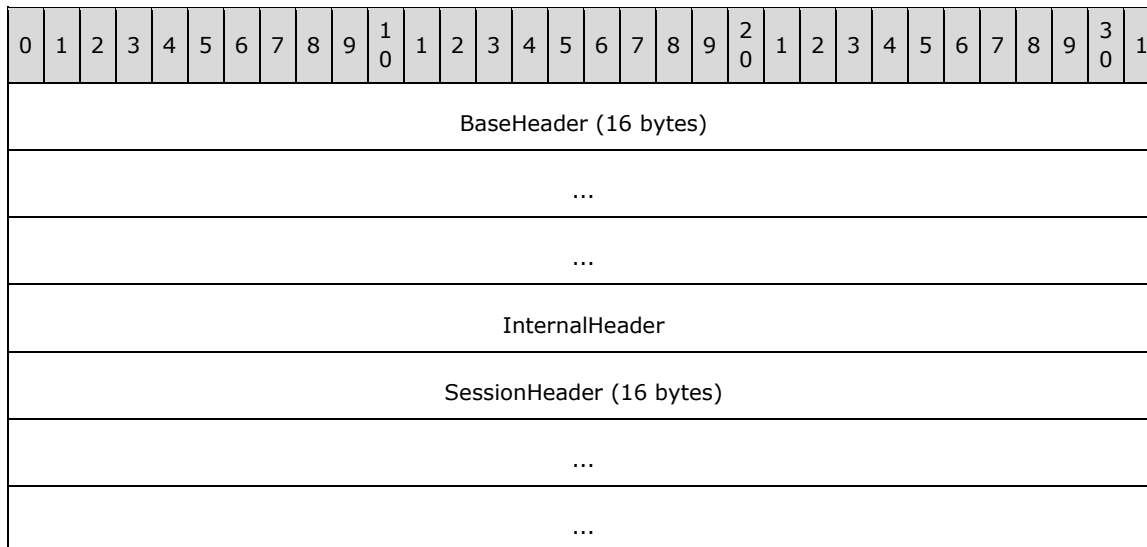 0 1 2 3 4 5 6 7 8 9 1 0 1 2 3 4 5 6 7 8 9 2 0 1 2 3 4 5 6 7 8 9 3 0 1
BaseHeader (16 bytes)
...
...
InternalHeader
SessionHeader (16 bytes)
...
...